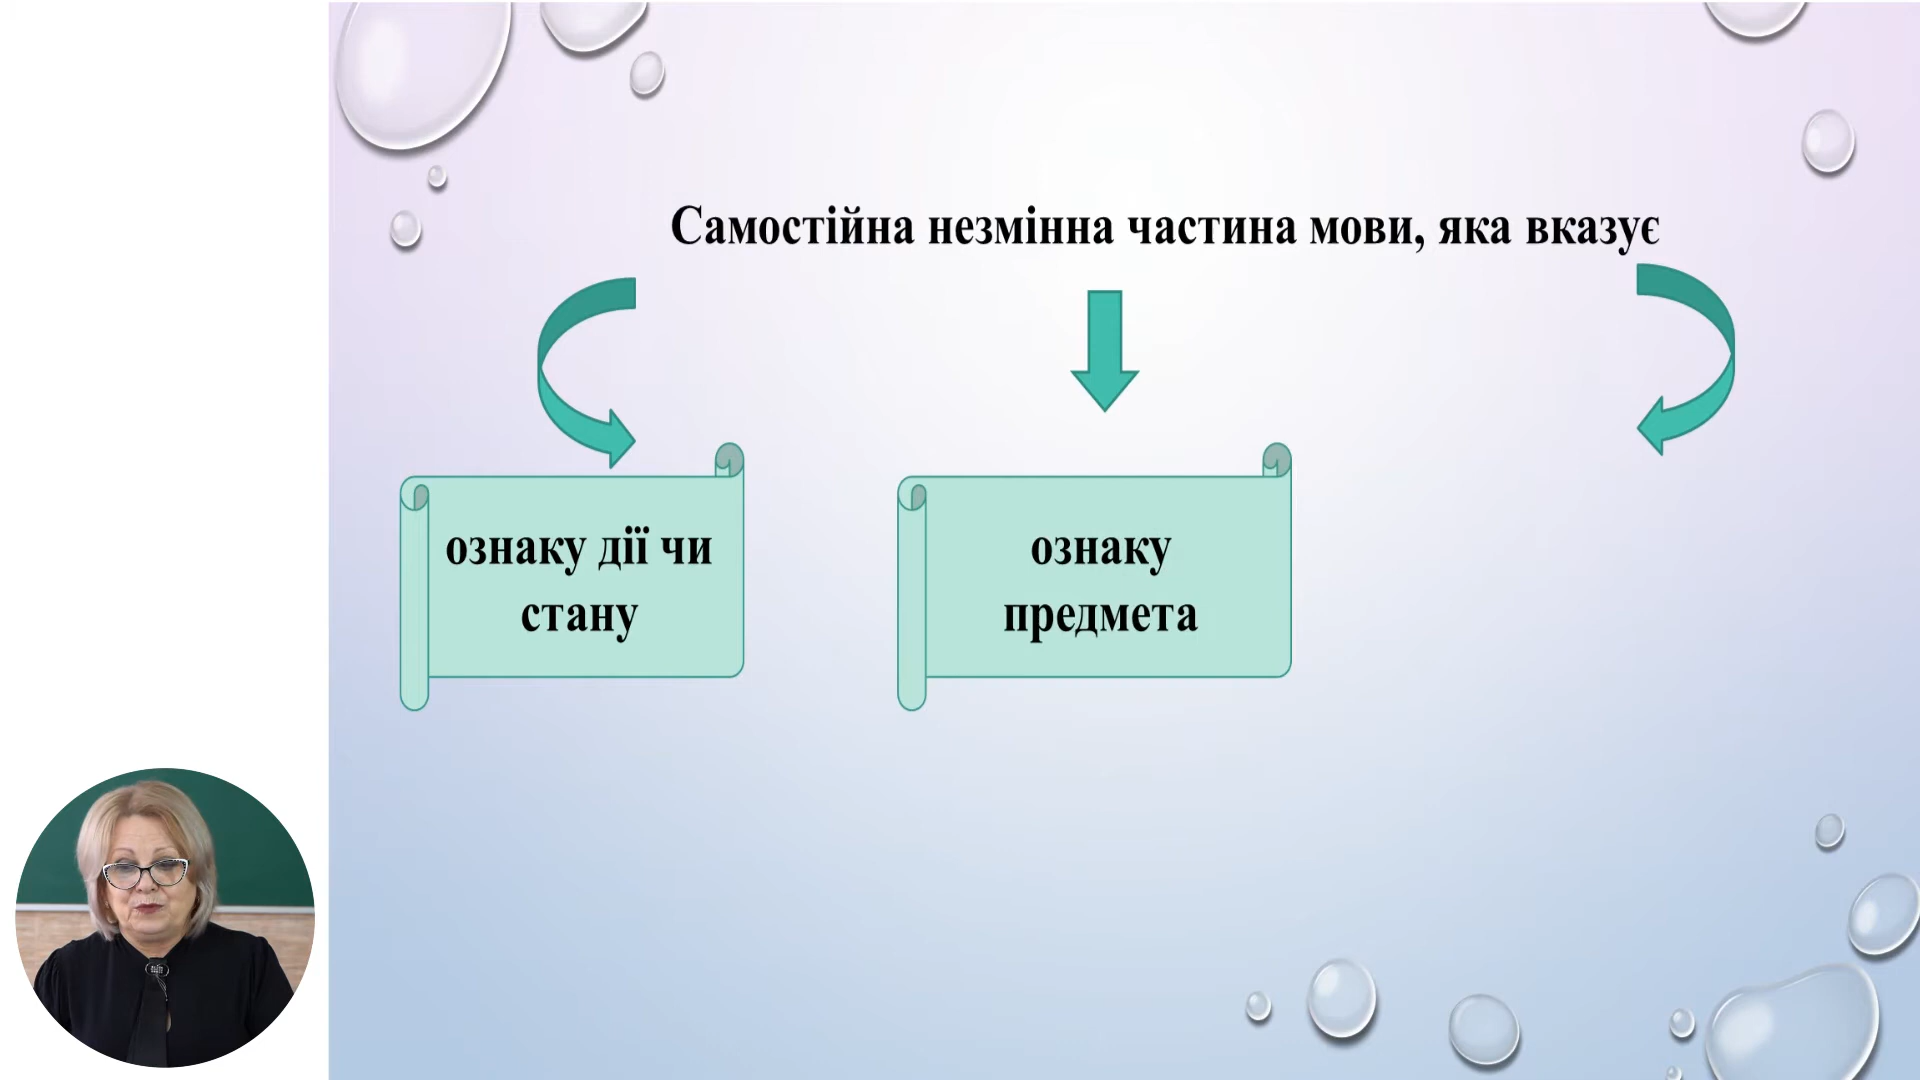 Самостійна незмінна частина мови, яка вказує
ознаку дії чи
стану
ознаку
предмета